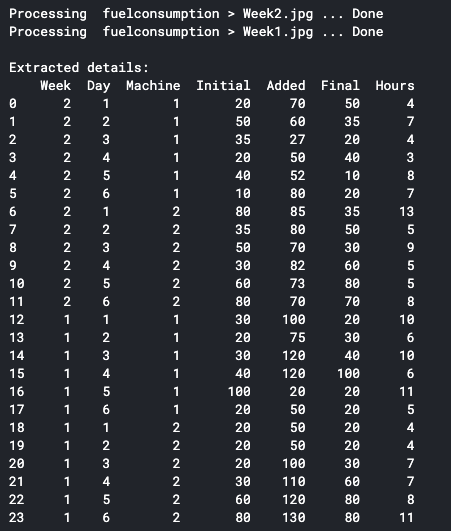 Processing  fuelconsumption > Week2.jpg ... Done
Processing  fuelconsumption > Week1.jpg ... Done
Extracted details:
    Week  Day  Machine  Initial  Added  Final  Hours
0      2    1        1       20     70     50      4
1      2    2        1       50     60     35      7
2      2    3        1       35     27     20      4
3      2    4        1       20     50     40      3
4      2    5        1       40     52     10      8
5      2    6        1       10     80     20      7
6      2    1        2       80     85     35     13
7      2    2        2       35     80     50      5
8      2    3        2       50     70     30      9
9      2    4        2       30     82     60      5
10     2    5        2       60     73     80      5
11     2    6        2       80     70     70      8
12     1    1        1       30    100     20     10
13     1    2        1       20     75     30      6
14     1    3        1       30    120     40     10
15     1    4        1       40    120    100      6
16     1    5        1      100     20     20     11
17     1    6        1       20     50     20      5
18     1    1        2       20     50     20      4
19     1    2        2       20     50     20      4
20     1    3        2       20    100     30      7
21     1    4        2       30    110     60      7
22     1    5        2       60    120     80      8
23     1    6        2       80    130     80     11